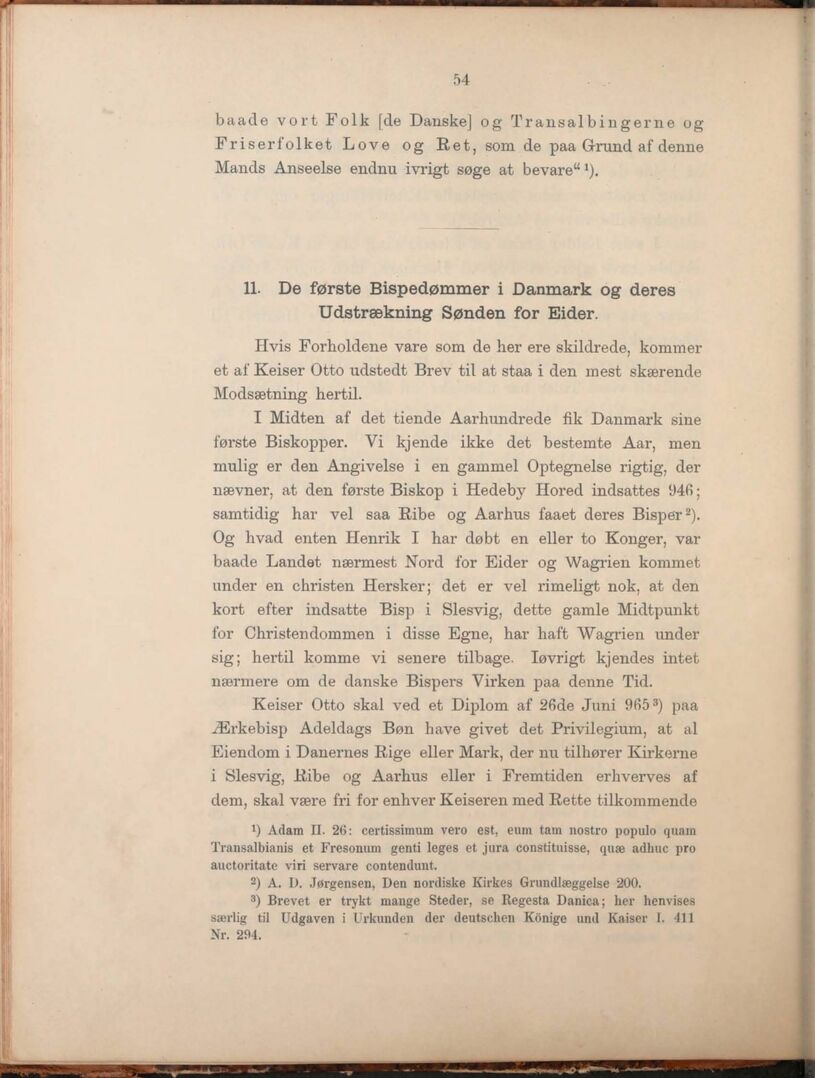 54
baade vort Folk [de Danske] og Transalbingerne og
Friserfolket Love og Ret, som de paa Grund af denne
Mands Anseelse endnu ivrigt søge at bevare“ ¹).
11. De første Bispedømmer i Danmark og deres
Udstrækning Sønden for Eider.
Hvis Forholdene vare som de her ere skildrede, kommer
et af Keiser Otto udstedt Brev til at staa i den mest skærende
Modsætning hertil.
I Midten af det tiende Aarhundrede fik Danmark sine
første Biskopper. Vi kjende ikke det bestemte Aar, men
mulig er den Angivelse i en gammel Optegnelse rigtig, der
nævner, at den første Biskop i Hedeby Hored indsattes 946;
samtidig har vel saa Ribe og Aarhus faaet deres Bisper ²).
Og hvad enten Henrik I har døbt en eller to Konger, var
baade Landet nærmest Nord for Eider og Wagrien kommet
under en christen Hersker; det er vel rimeligt nok, at den
kort efter indsatte Bisp i Slesvig, dette gamle Midtpunkt
for Christendommen i disse Egne, har haft Wagrien under
sig; hertil komme vi senere tilbage. Iøvrigt kjendes intet
nærmere om de danske Bispers Virken paa denne Tid.
Keiser Otto skal ved et Diplom af 26de Juni 965 ³) paa
Ærkebisp Adeldags Bøn have givet det Privilegium, at al
Eiendom i Danernes Rige eller Mark, der nu tilhører Kirkerne
i Slesvig, Ribe og Aarhus eller i Fremtiden erhverves af
dem, skal være fri for enhver Keiseren med Rette tilkommende
¹) Adam II. 26: certissimum vero est, eum tam nostro populo quam
Transalbianis et Fresonum genti leges et jura constituisse, quæ adhuc pro
auctoritate viri servare contendunt.
²) A. D. Jørgensen, Den nordiske Kirkes Grundlæggelse 200.
³) Brevet er trykt mange Steder, se Regesta Danica; her henvises
særlig til Udgaven i Urkunden der deutschen Könige und Kaiser I. 411
Nr. 294.